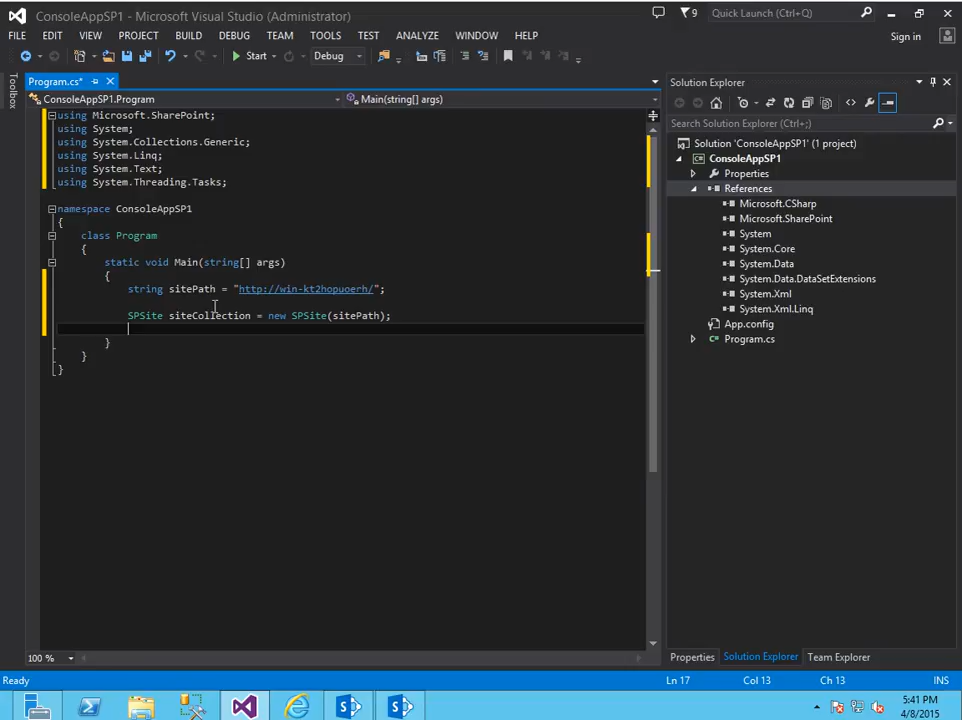 ConsoleAppSP1 - Microsoft Visual Studio (Administrator)
9
Quick Launch (Ctrl+Q)
FILE EDIT VIEW PROJECT BUILD DEBUG TEAM TOOLS TEST ANALYZE WINDOW HELP
Sign in
Start
Debug
Toolbox
Program.cs*
Solution Explorer
ConsoleAppSP1.Program
Main(string[] args)
Search Solution Explorer (Ctrl+;)
using Microsoft.SharePoint;
using System;
using System.Collections.Generic;
using System.Linq;
using System.Text;
using System.Threading.Tasks;
namespace ConsoleAppSP1
{
class Program
{
static void Main(string[] args)
{
string sitePath = "http://win-kt2hopuoerh/";
SPSite siteCollection = new SPSite(sitePath);
}
}
}
Solution 'ConsoleAppSP1' (1 project)
ConsoleAppSP1
Properties
References
Microsoft.CSharp
Microsoft.SharePoint
System
System.Core
System.Data
System.Data.DataSetExtensions
System.Xml
System.Xml.Linq
App.config
Program.cs
100 %
Properties Solution Explorer Team Explorer
Ready
Ln 17 Col 13 Ch 13 INS
5:41 PM
4/8/2015